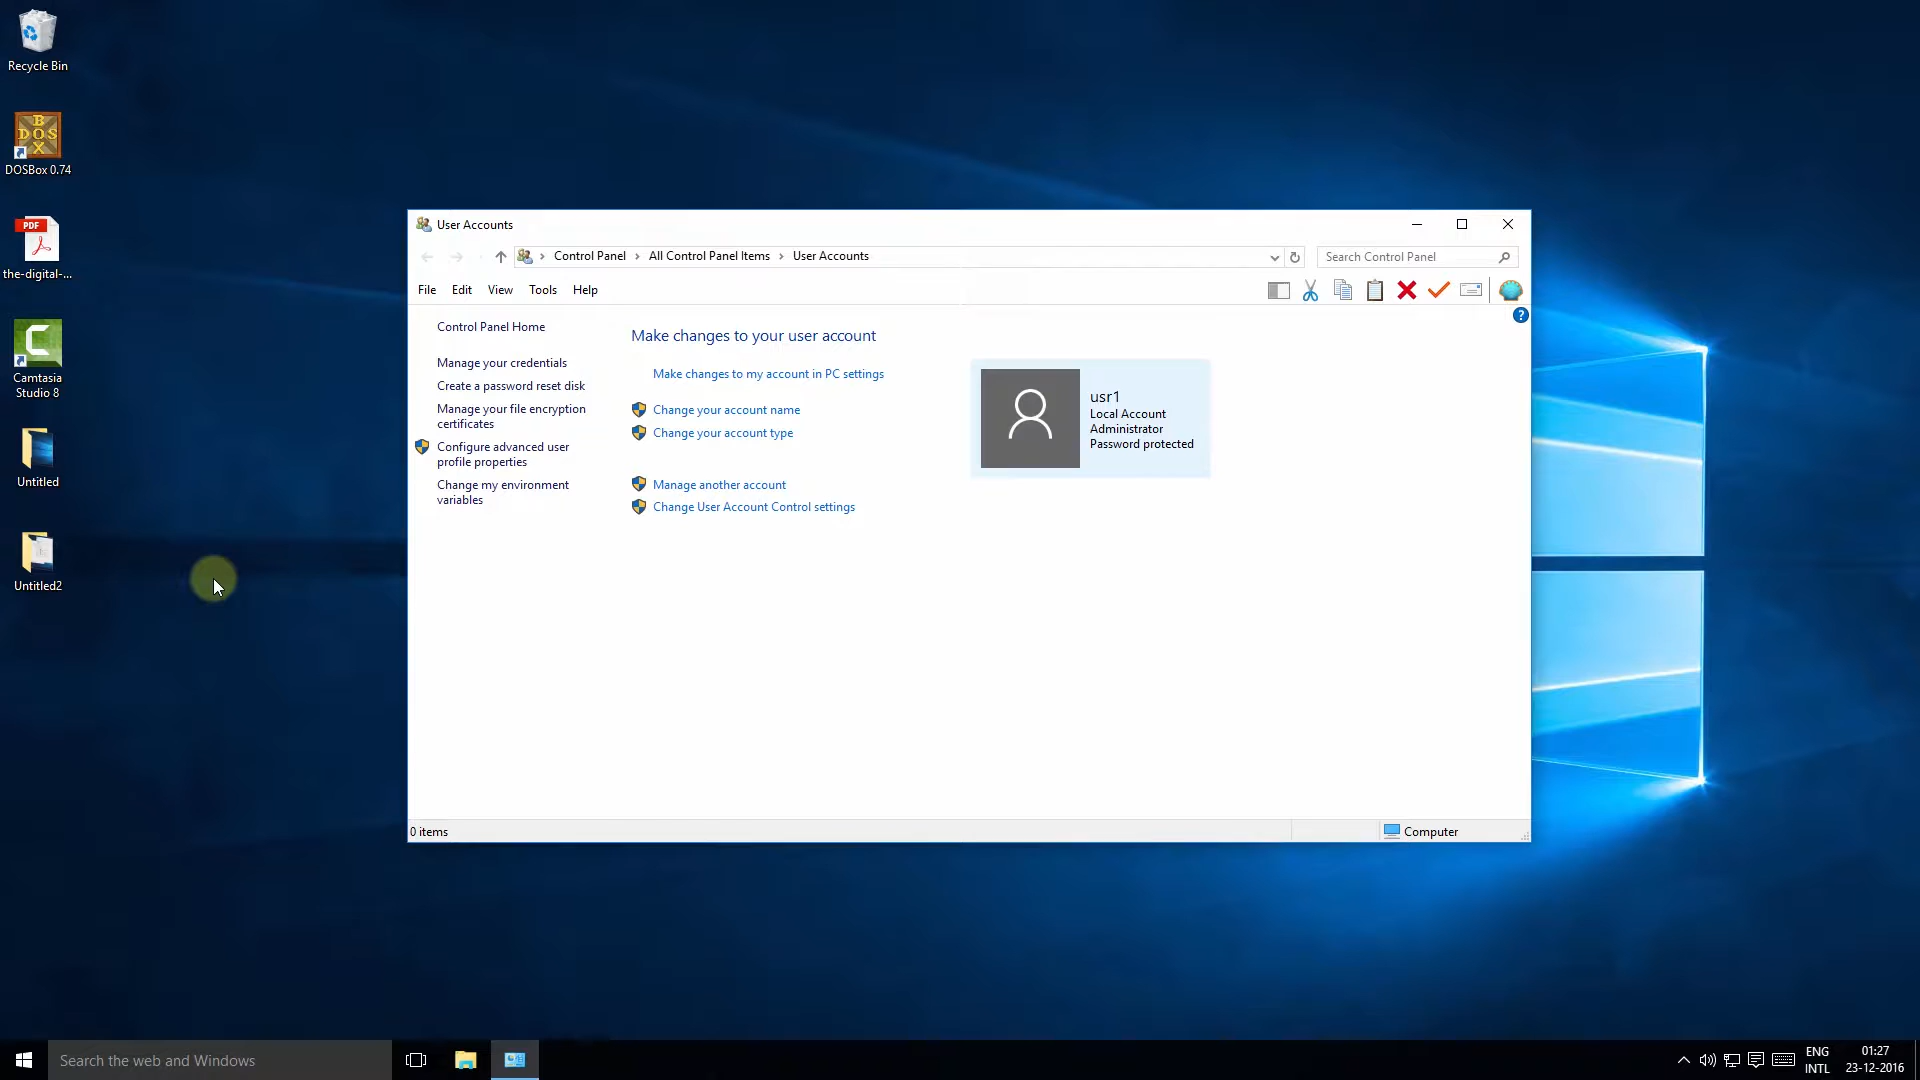 Recycle Bin
BOX
DOS
DOSBox 0.74
PDF
the-digital-...
C
Camtasia
Studio 8
Untitled
Untitled2
User Accounts
Control Panel
All Control Panel Items
User Accounts
Search Control Panel
File
Edit
View
Tools
Help
?
Control Panel Home
Manage your credentials
Create a password reset disk
Manage your file encryption
certificates
Configure advanced user
profile properties
Change my environment
variables
Make changes to your user account
Make changes to my account in PC settings
Change your account name
Change your account type
Manage another account
Change User Account Control settings
usr1
Local Account
Administrator
Password protected
0 items
Computer
Search the web and Windows
ENG
INTL
01:27
23-12-2016